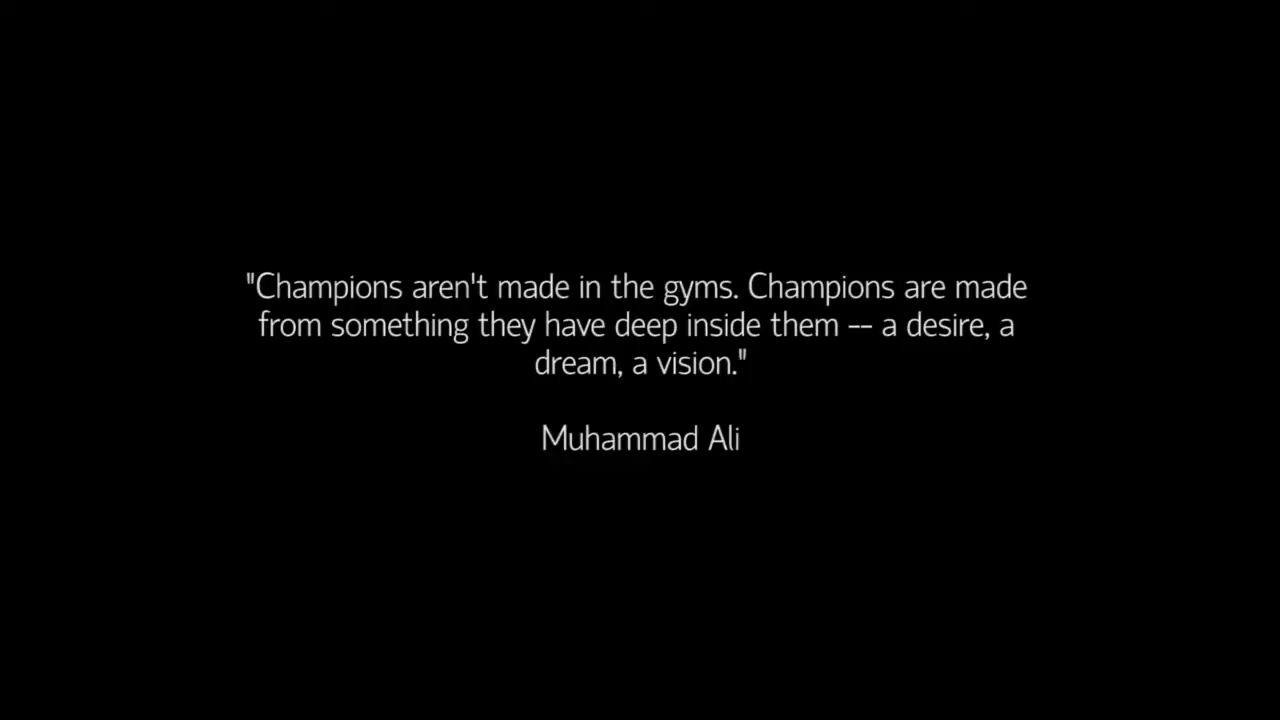 "Champions aren't made in the gyms. Champions are made
from something they have deep inside them -- a desire, a
dream, a vision."
Muhammad Ali